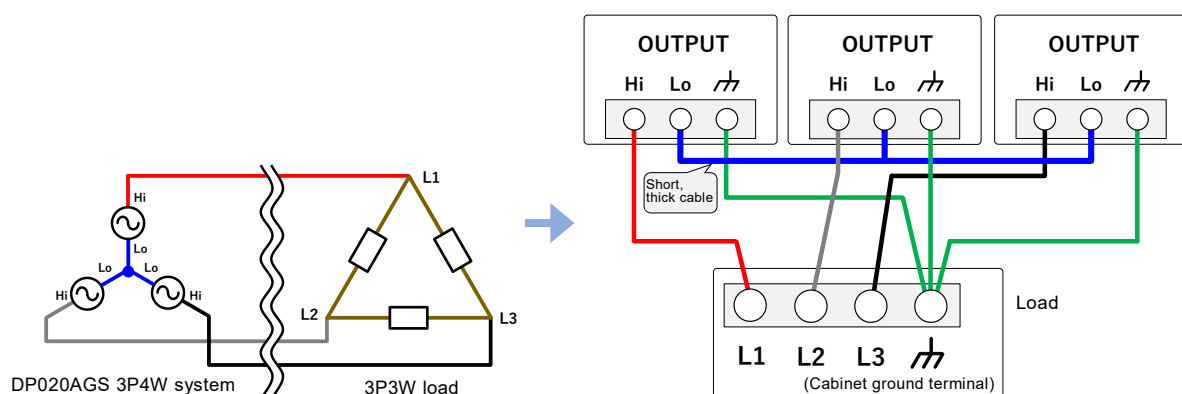 Hi
Lo
Lo
Lo
Hi
Hi
L1
L2
L3
DP020AGS 3P4W system
3P3W load
OUTPUT
Hi
Lo
OUTPUT
Hi
Lo
OUTPUT
Hi
Lo
Short,
thick cable
L1
L2
L3
(Cabinet ground terminal)
Load